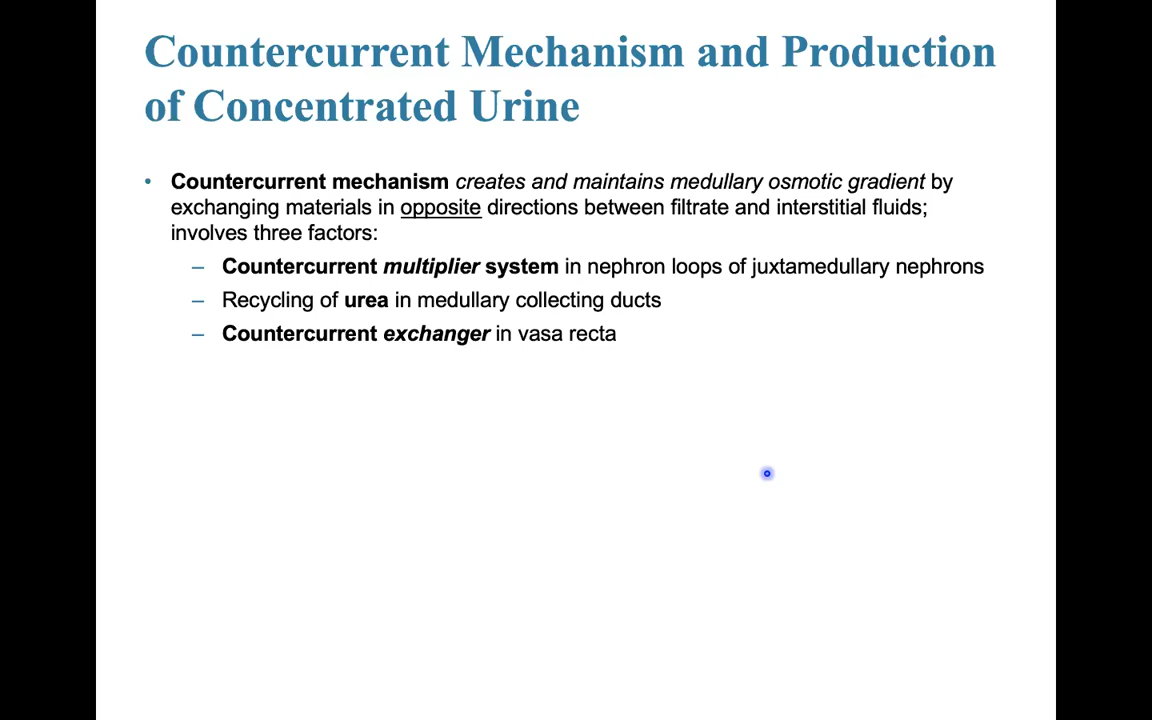 Countercurrent Mechanism and Production
of Concentrated Urine
• Countercurrent mechanism creates and maintains medullary osmotic gradient by
exchanging materials in opposite directions between filtrate and interstitial fluids;
involves three factors:
– Countercurrent multiplier system in nephron loops of juxtamedullary nephrons
– Recycling of urea in medullary collecting ducts
– Countercurrent exchanger in vasa recta